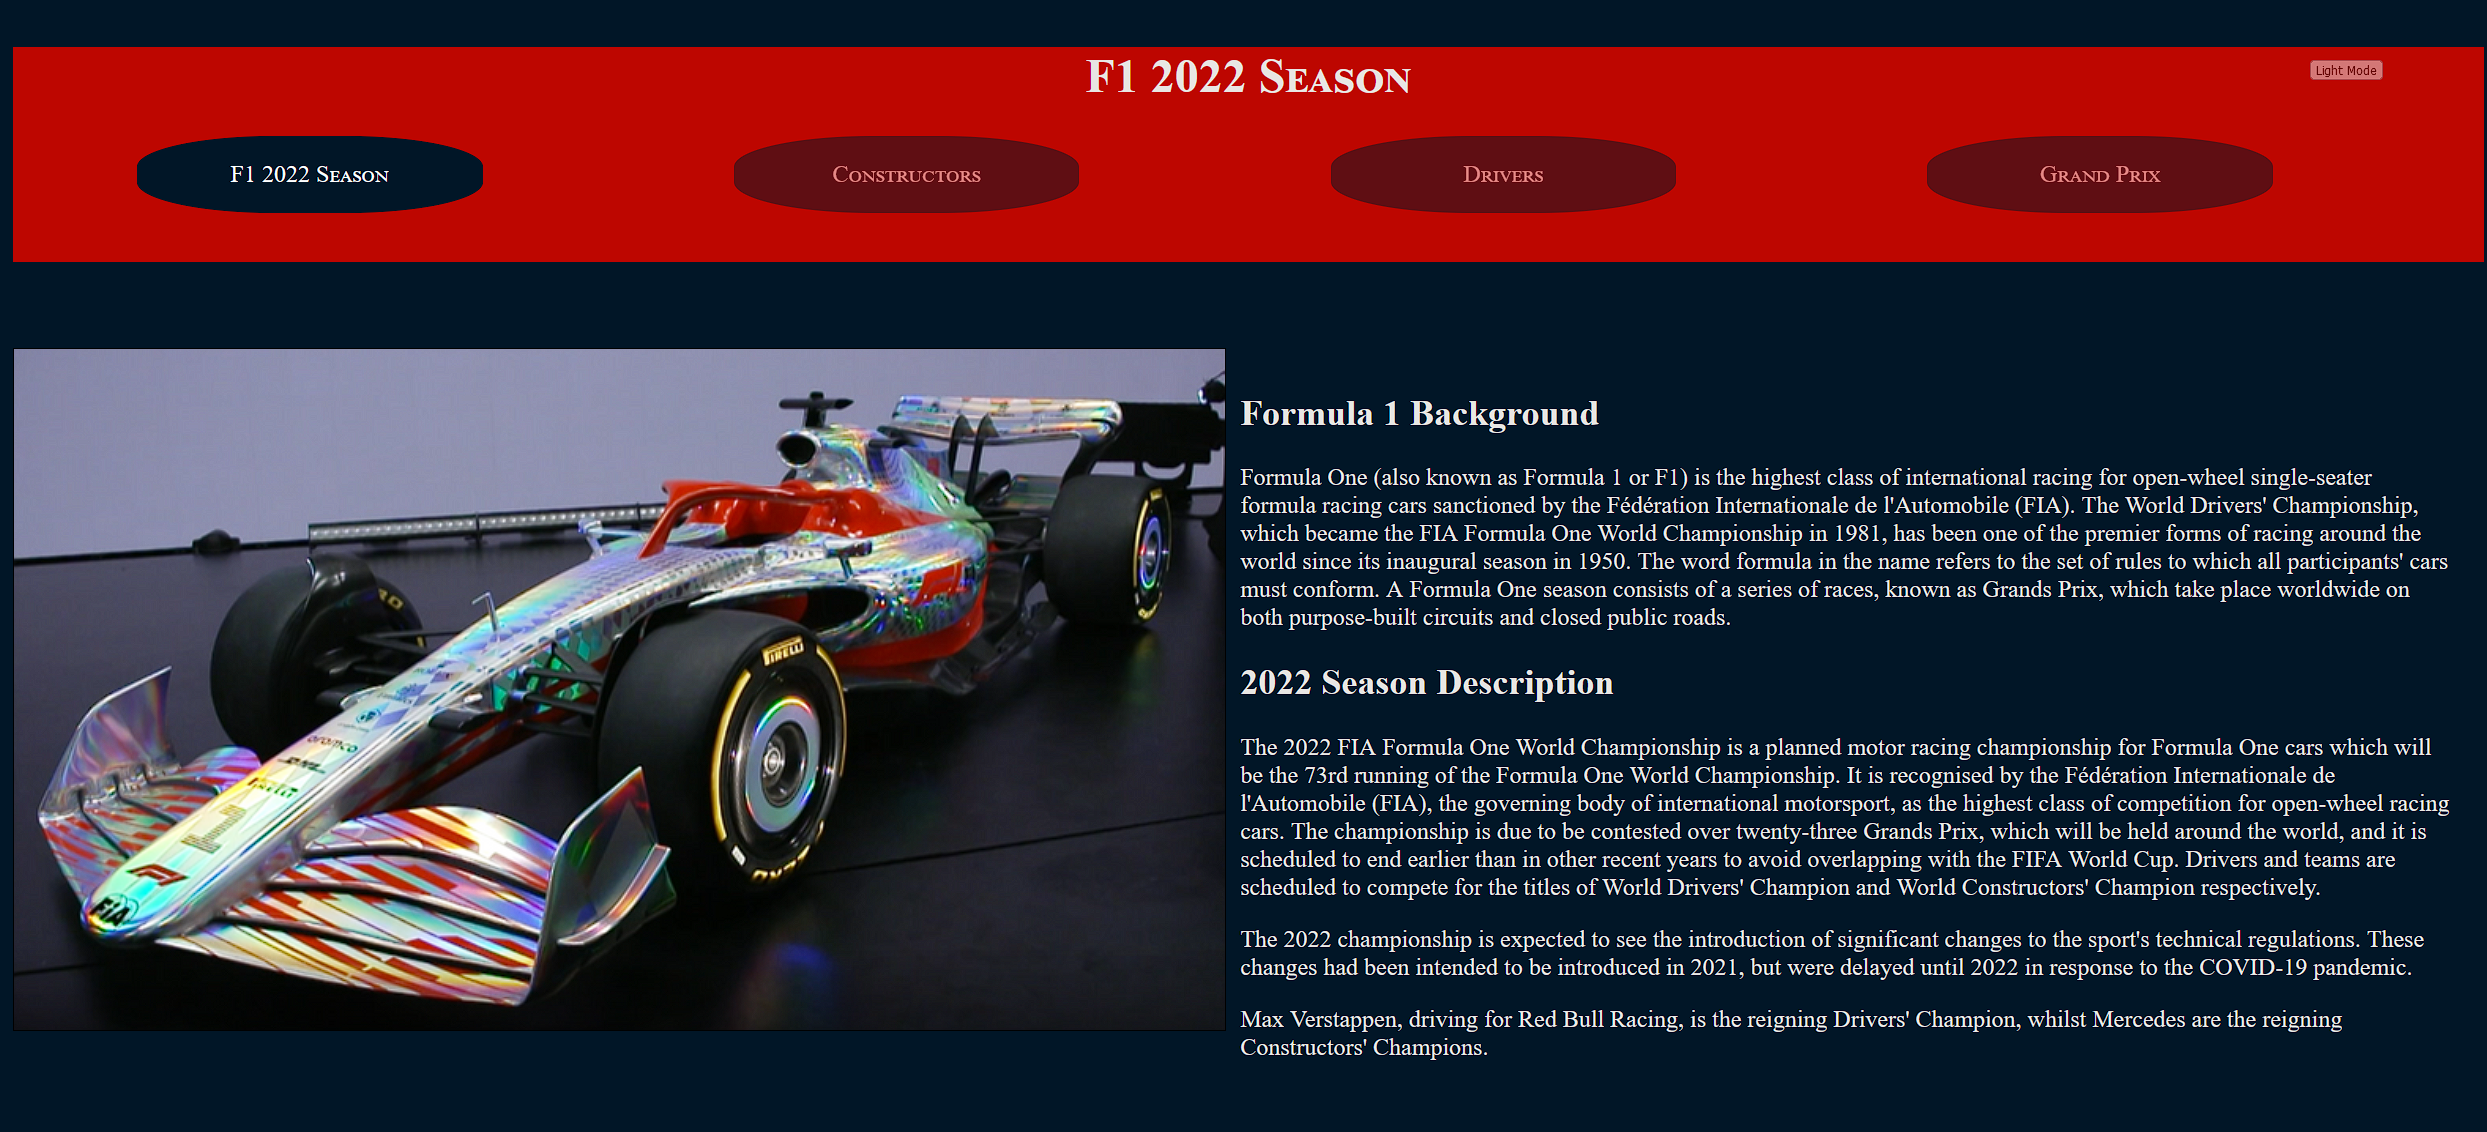 F1 2022 Season
Light Mode
F1 2022 Season
Constructors
Drivers
Grand Prix
Formula 1 Background
Formula One (also known as Formula 1 or F1) is the highest class of international racing for open-wheel single-seater
formula racing cars sanctioned by the Fédération Internationale de l'Automobile (FIA). The World Drivers' Championship,
which became the FIA Formula One World Championship in 1981, has been one of the premier forms of racing around the
world since its inaugural season in 1950. The word formula in the name refers to the set of rules to which all participants' cars
must conform. A Formula One season consists of a series of races, known as Grands Prix, which take place worldwide on
both purpose-built circuits and closed public roads.
2022 Season Description
The 2022 FIA Formula One World Championship is a planned motor racing championship for Formula One cars which will
be the 73rd running of the Formula One World Championship. It is recognised by the Fédération Internationale de
l'Automobile (FIA), the governing body of international motorsport, as the highest class of competition for open-wheel racing
cars. The championship is due to be contested over twenty-three Grands Prix, which will be held around the world, and it is
scheduled to end earlier than in other recent years to avoid overlapping with the FIFA World Cup. Drivers and teams are
scheduled to compete for the titles of World Drivers' Champion and World Constructors' Champion respectively.
The 2022 championship is expected to see the introduction of significant changes to the sport's technical regulations. These
changes had been intended to be introduced in 2021, but were delayed until 2022 in response to the COVID-19 pandemic.
Max Verstappen, driving for Red Bull Racing, is the reigning Drivers' Champion, whilst Mercedes are the reigning
Constructors' Champions.
PIRELLI
aramco
PIRELLI
F1
FIA